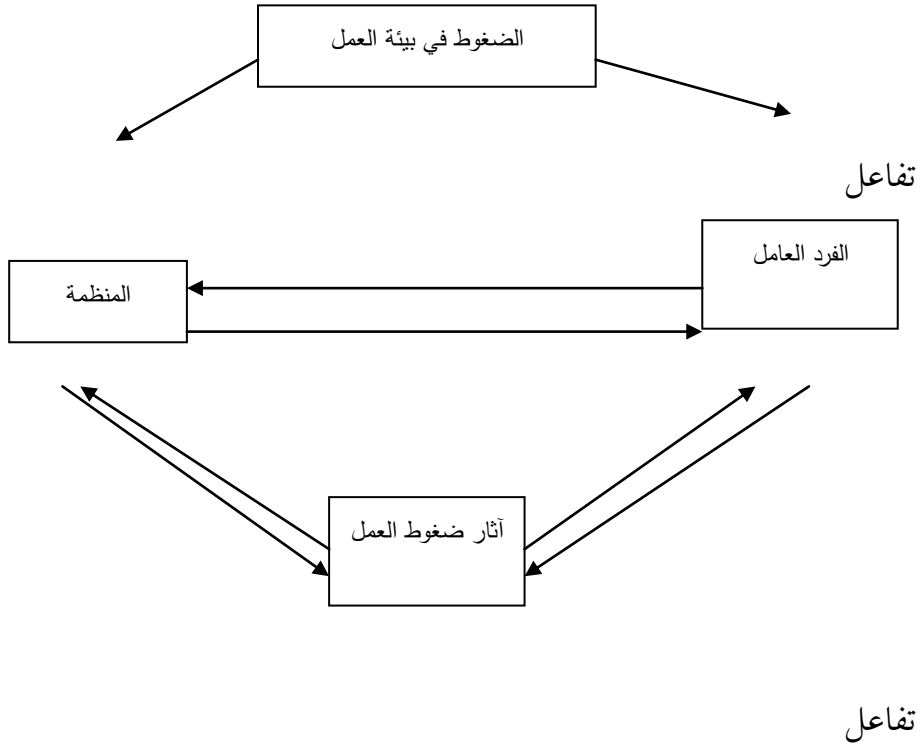 الضغوط في بيئة العمل
تفاعل
الفرد العامل
المنظمة
آثار ضغوط العمل
تفاعل